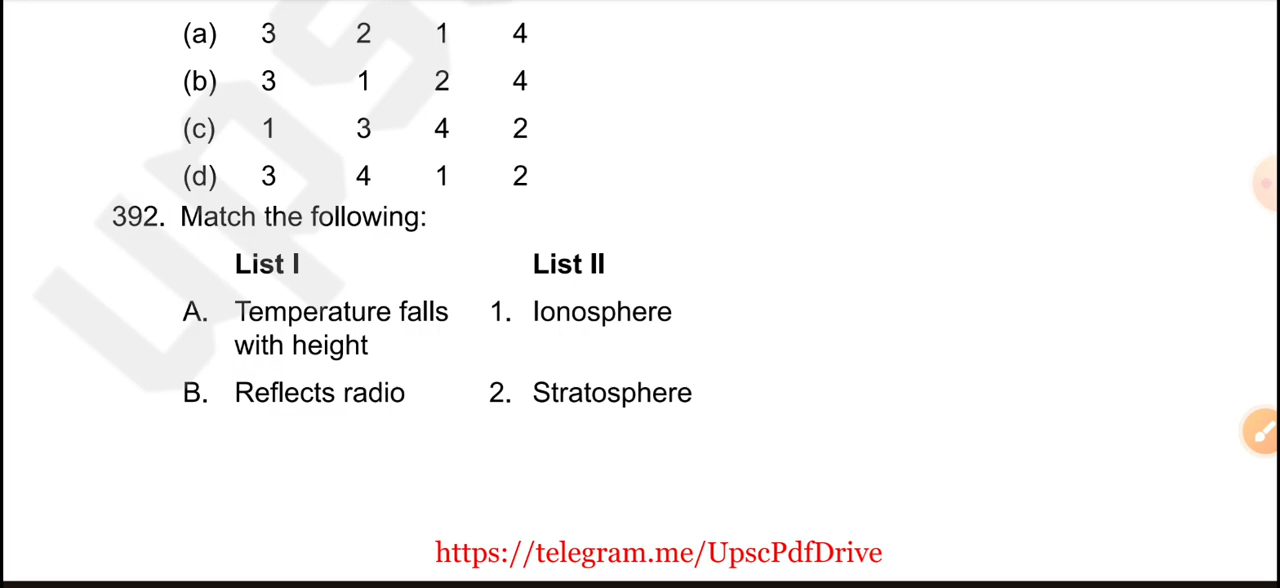 (a) 3 2 1 4
(b) 3 1 2 4
(c) 1 3 4 2
(d) 3 4 1 2
392. Match the following:
List I List II
A. Temperature falls 1. Ionosphere
with height
B. Reflects radio 2. Stratosphere
https://telegram.me/UpscPdfDrive